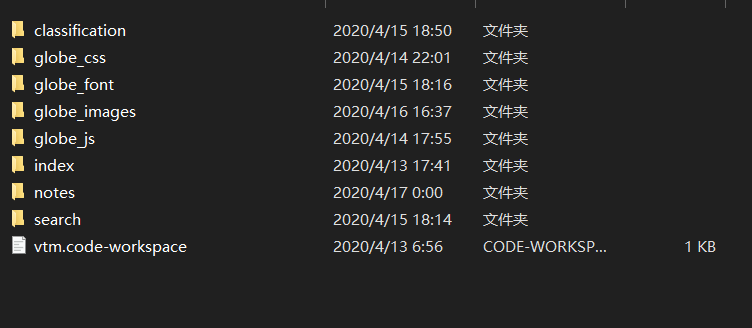 classification 2020/4/15 18:50 文件夹
globe_css 2020/4/14 22:01 文件夹
globe_font 2020/4/15 18:16 文件夹
globe_images 2020/4/16 16:37 文件夹
globe_js 2020/4/14 17:55 文件夹
index 2020/4/13 17:41 文件夹
notes 2020/4/17 0:00 文件夹
search 2020/4/15 18:14 文件夹
vtm.code-workspace 2020/4/13 6:56 CODE-WORKSP... 1 KB